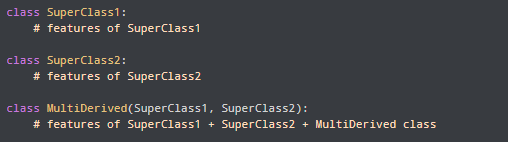 class SuperClass1:
    # features of SuperClass1
class SuperClass2:
    # features of SuperClass2
class MultiDerived(SuperClass1, SuperClass2):
    # features of SuperClass1 + SuperClass2 + MultiDerived class